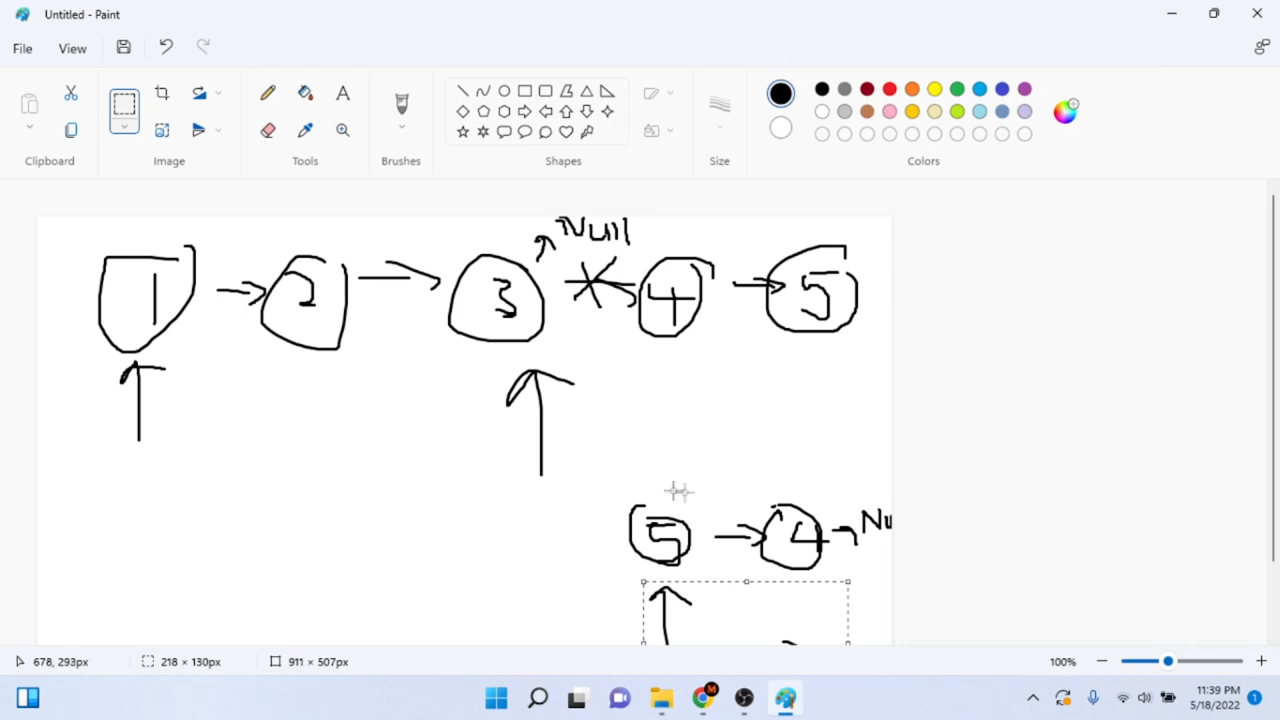 Untitled - Paint
File View
Clipboard Image Tools Brushes Shapes Size Colors
Null
1 2 3 4 5
5 4 Nu
678, 293px 218 × 130px 911 × 507px 100%
11:39 PM
5/18/2022
1